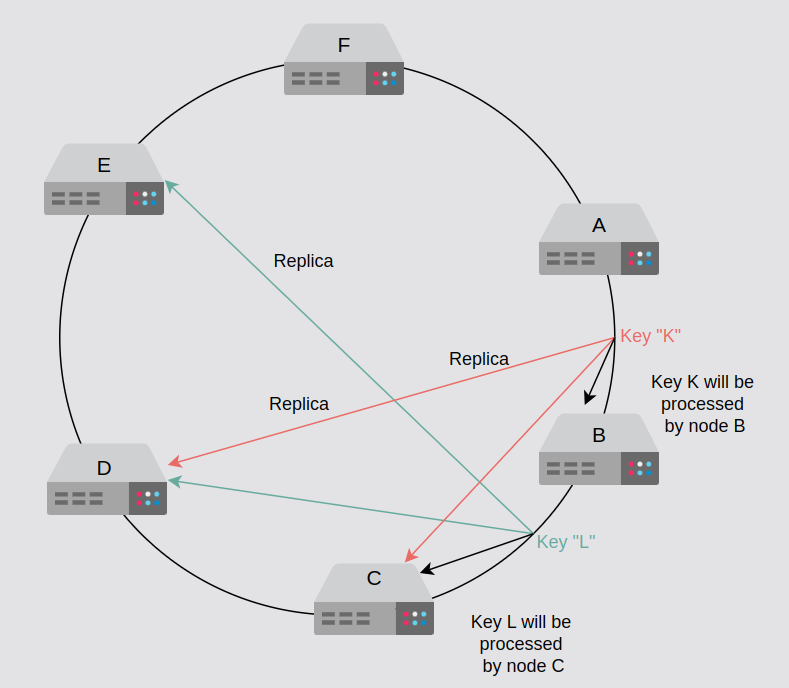 F
E
A
Replica
Key "K"
Replica
Key K will be
processed
by node B
Replica
B
D
Key "L"
C
Key L will be
processed
by node C